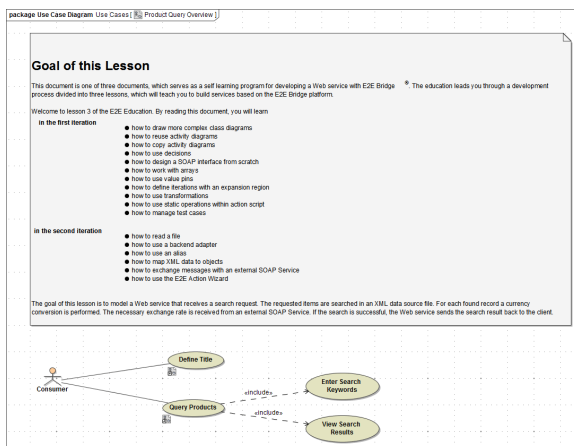 package Use Case Diagram Use Cases [ Product Query Overview ]
Goal of this Lesson
This document is one of three documents, which serves as a self learning program for developing a Web service with E2E Bridge ®. The education leads you through a development
process divided into three lessons, which will teach you to build services based on the E2E Bridge platform.
Welcome to lesson 3 of the E2E Education. By reading this document, you will learn
in the first iteration
● how to draw more complex class diagrams
● how to reuse activity diagrams
● how to copy activity diagrams
● how to use decisions
● how to design a SOAP interface from scratch
● how to work with arrays
● how to use value pins
● how to define iterations with an expansion region
● how to use transformations
● how to use static operations within action script
● how to manage test cases
in the second iteration
● how to read a file
● how to use a backend adapter
● how to use an alias
● how to map XML data to objects
● how to exchange messages with an external SOAP Service
● how to use the E2E Action Wizard
The goal of this lesson is to model a Web service that receives a search request. The requested items are searched in an XML data source file. For each found record a currency
conversion is performed. The necessary exchange rate is received from an external SOAP Service. If the search is successful, the Web service sends the search result back to the client.
Define Title
Consumer
Enter Search
Keywords
«include»
Query Products
«include»
View Search
Results